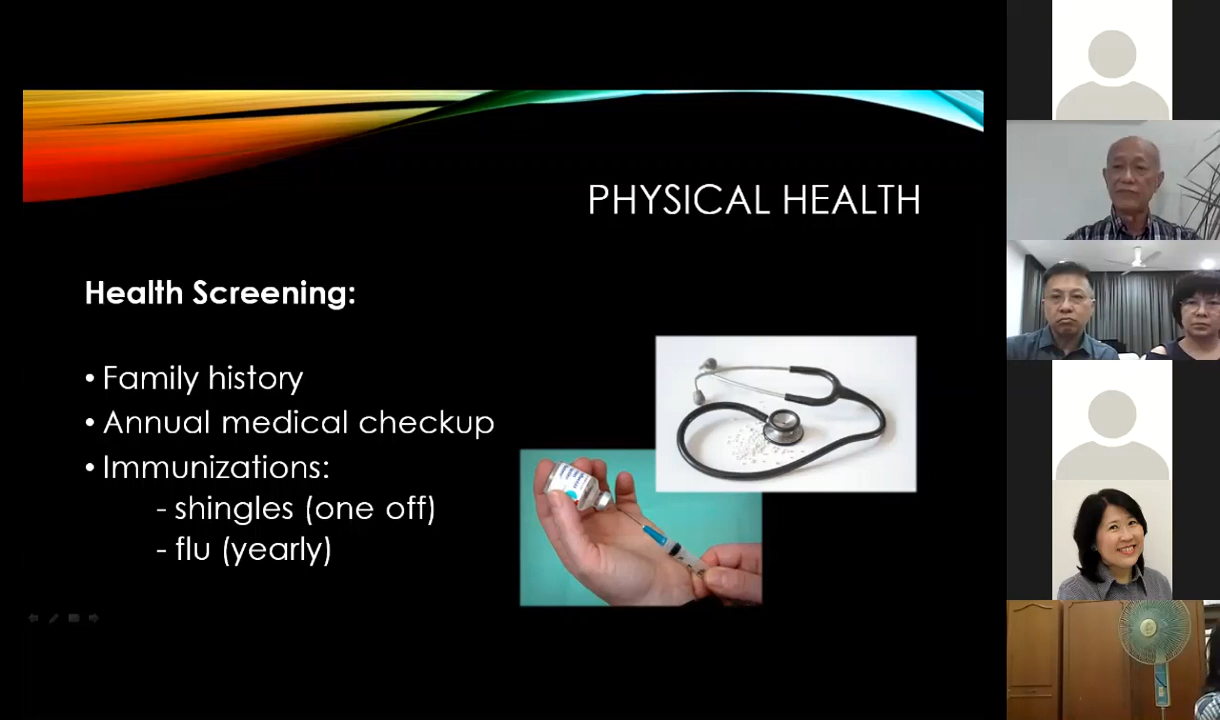 PHYSICAL HEALTH
Health Screening:
• Family history
• Annual medical checkup
• Immunizations:
- shingles (one off)
- flu (yearly)